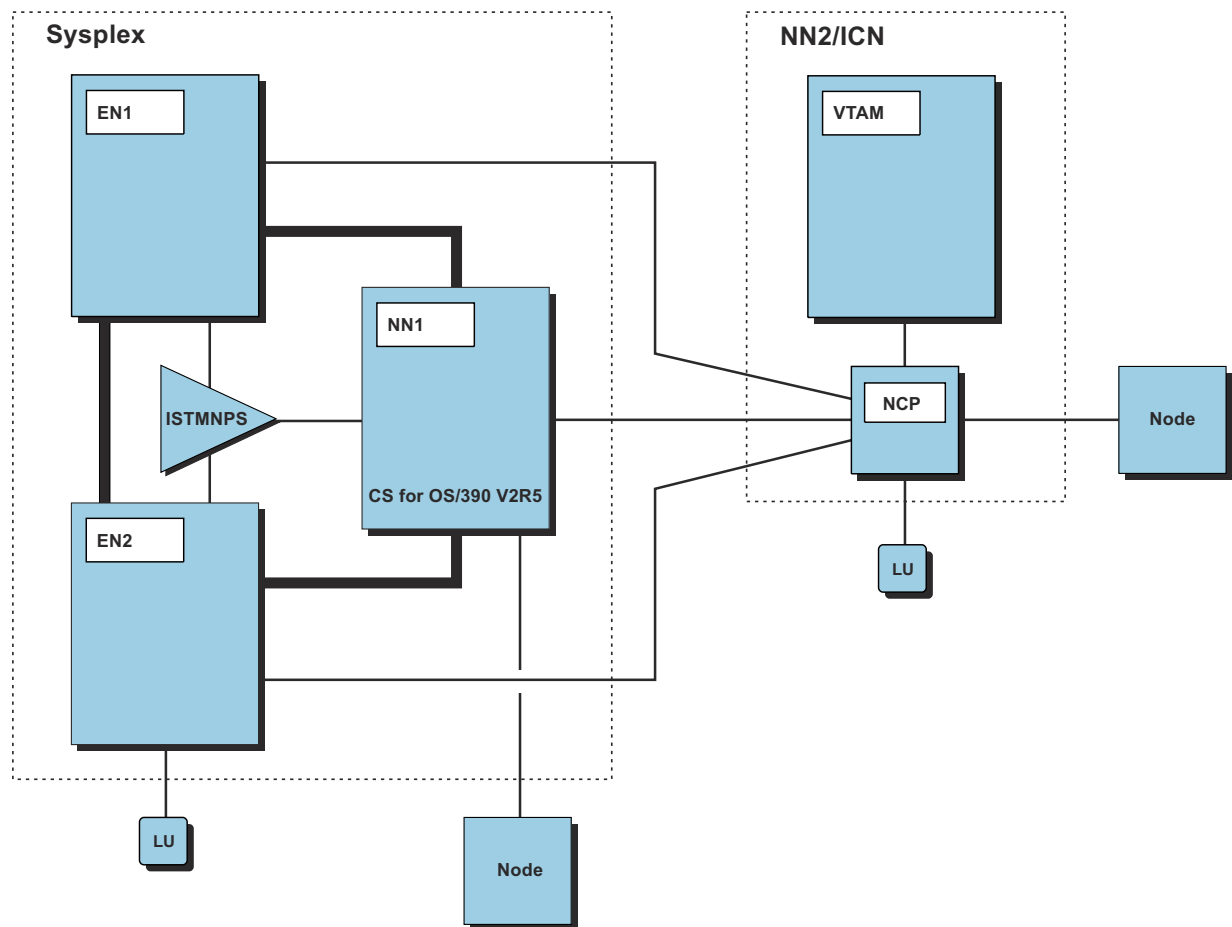 Sysplex
NN2/ICN
EN1
VTAM
NN1
ISTMNPS
NCP
Node
CS for OS/390 V2R5
EN2
LU
LU
Node